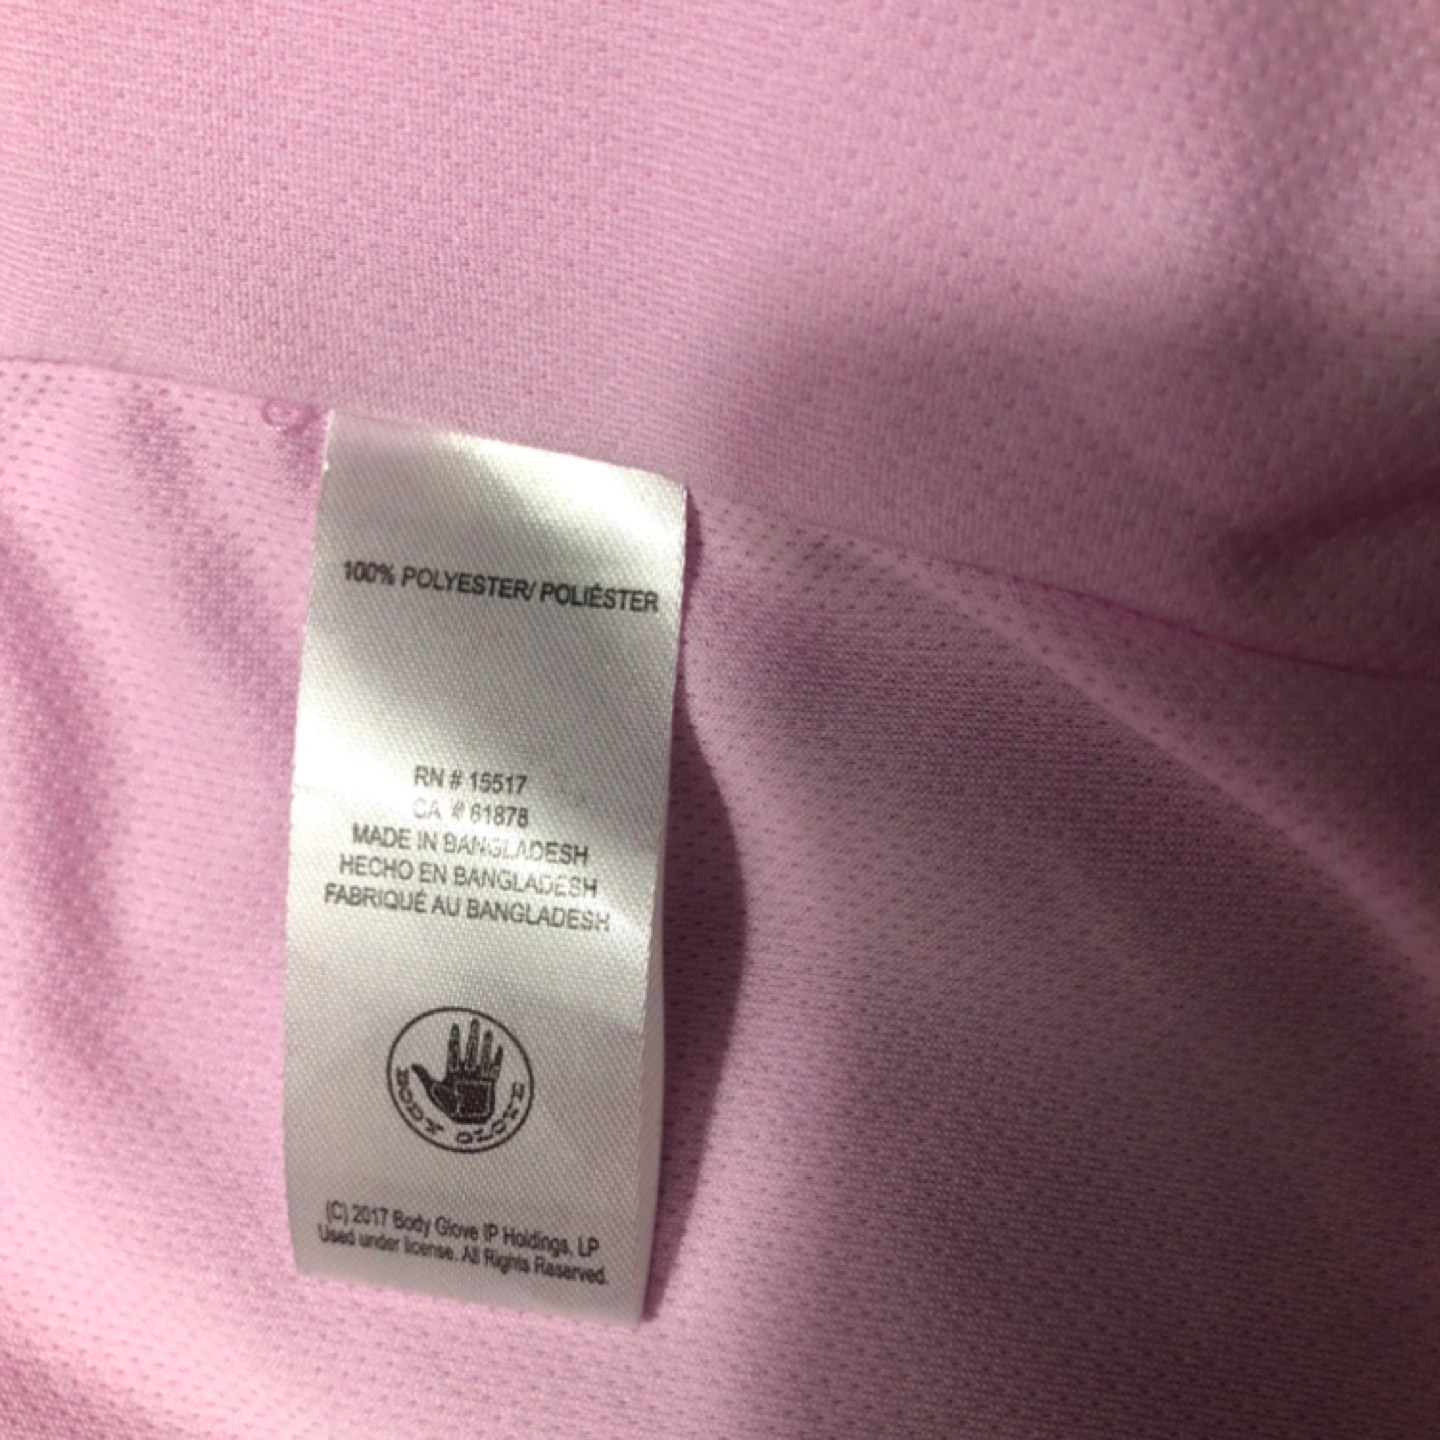 100% POLYESTER/ POLIÉSTER
RN # 15517
CA # 61878
MADE IN BANGLADESH
HECHO EN BANGLADESH
FABRIQUÉ AU BANGLADESH
BODY GLOVE
(C) 2017 Body Glove IP Holdings, LP
Used under license. All Rights Reserved.